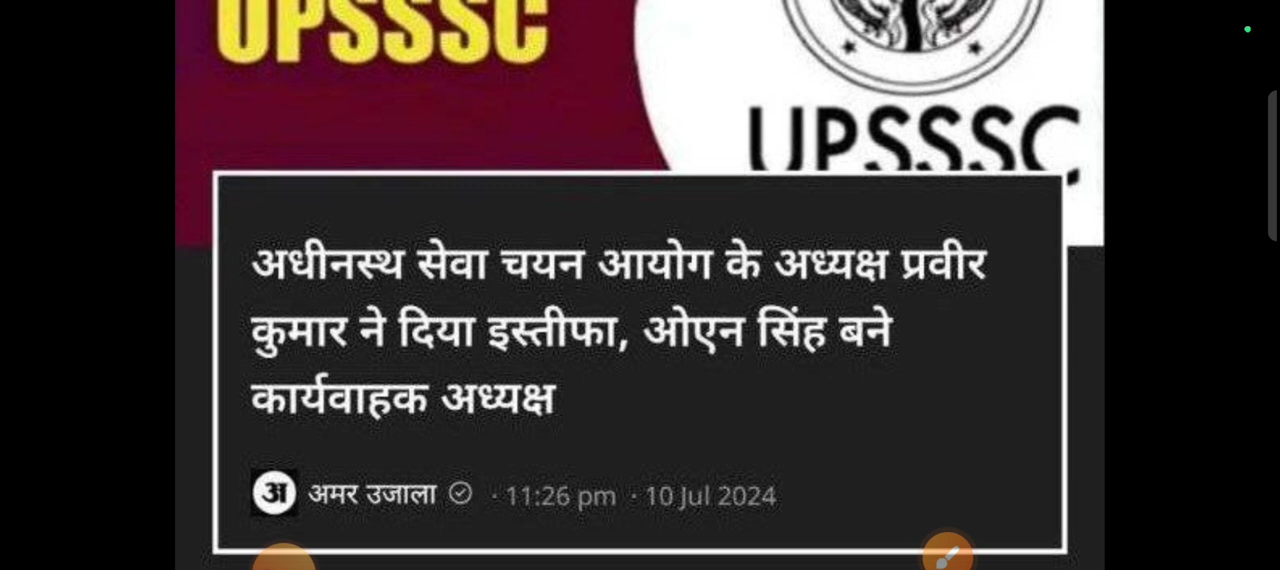 UPSSSC
UPSSSC
अधीनस्थ सेवा चयन आयोग के अध्यक्ष प्रवीर
कुमार ने दिया इस्तीफा, ओएन सिंह बने
कार्यवाहक अध्यक्ष
अ अमर उजाला · 11:26 pm · 10 Jul 2024